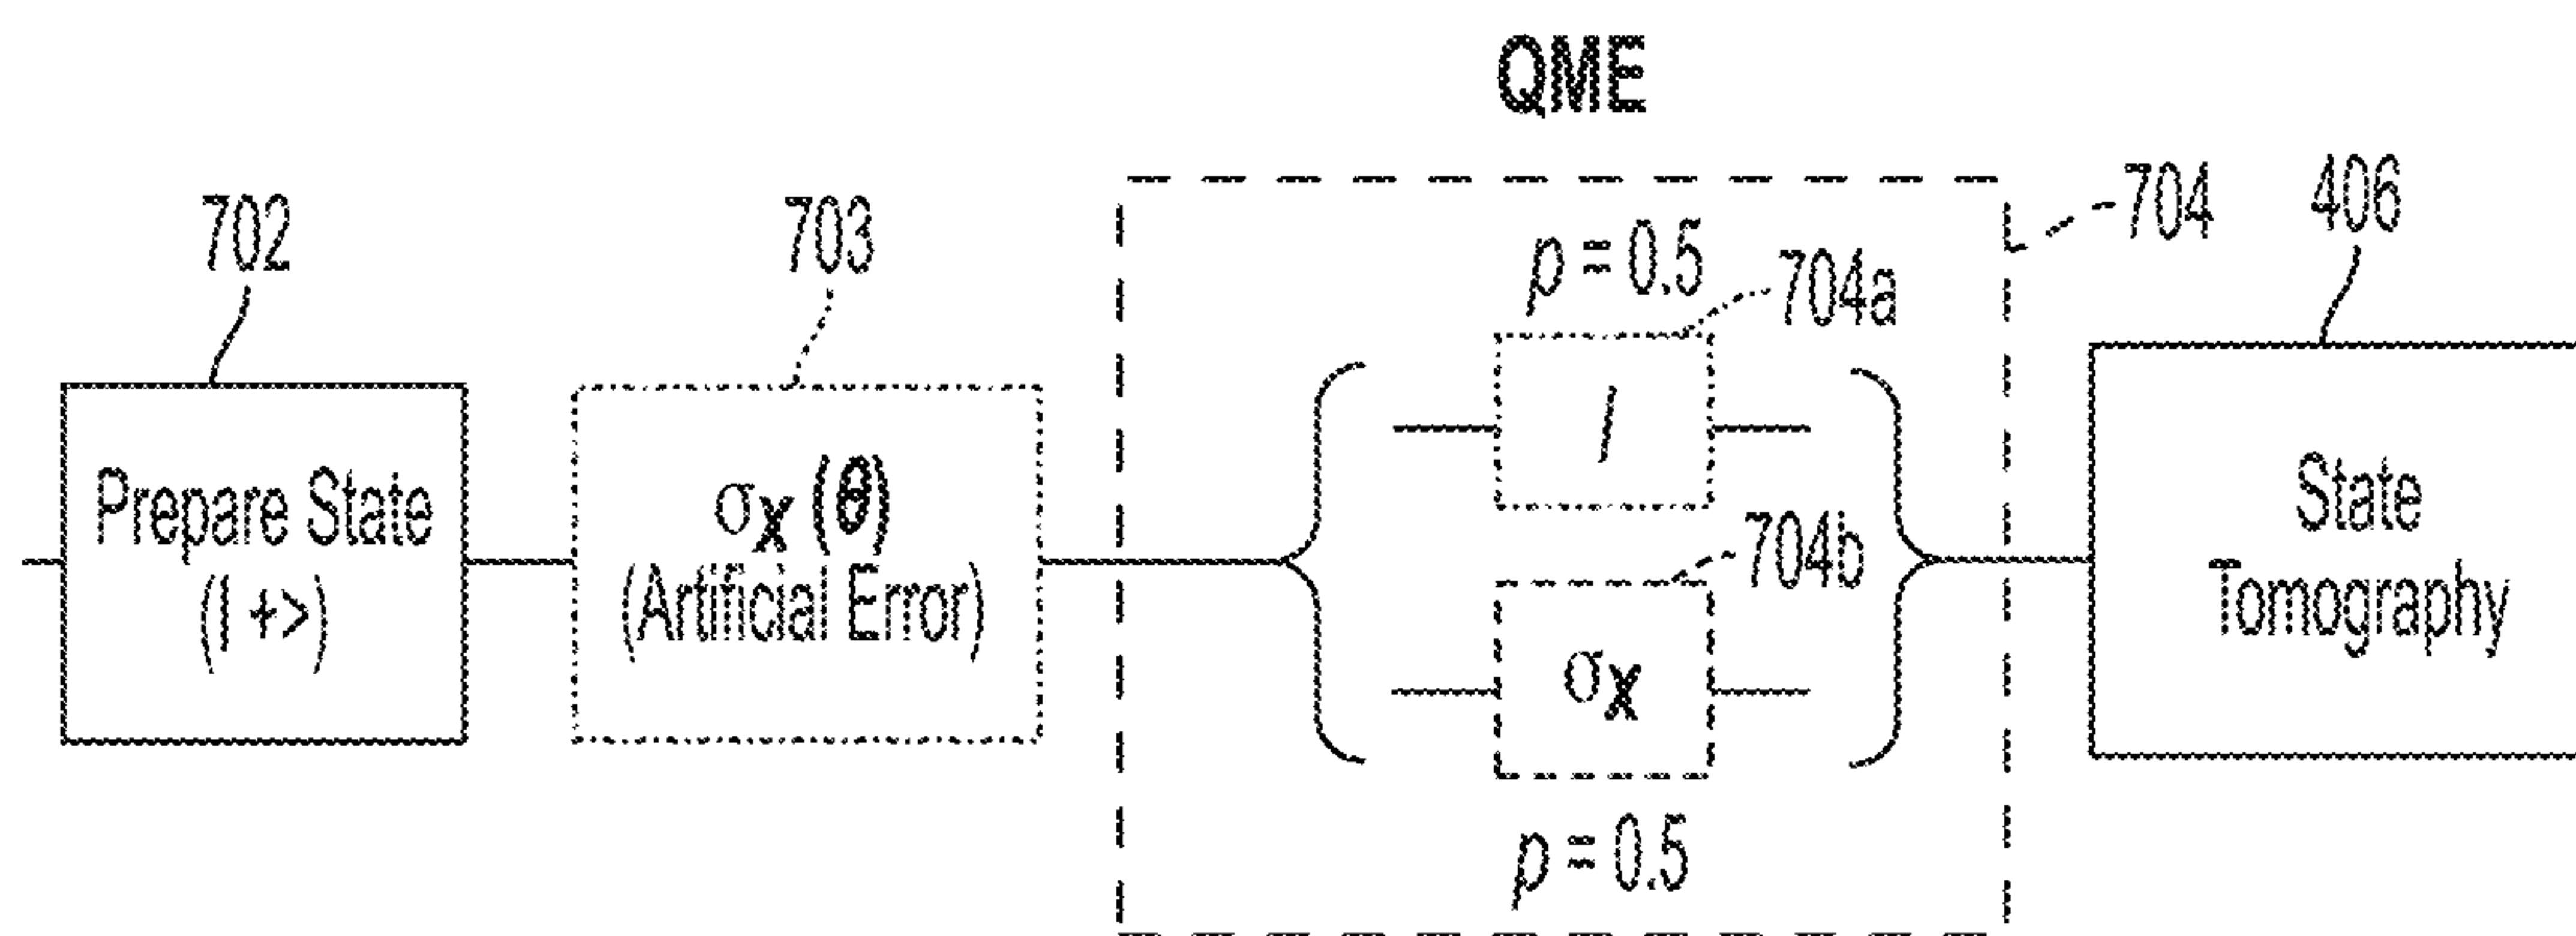 QME
702
703
704
406
p = 0.5
704a
I
Prepare State
(| +>)
σX (θ)
(Artificial Error)
704b
σX
State
Tomography
p = 0.5